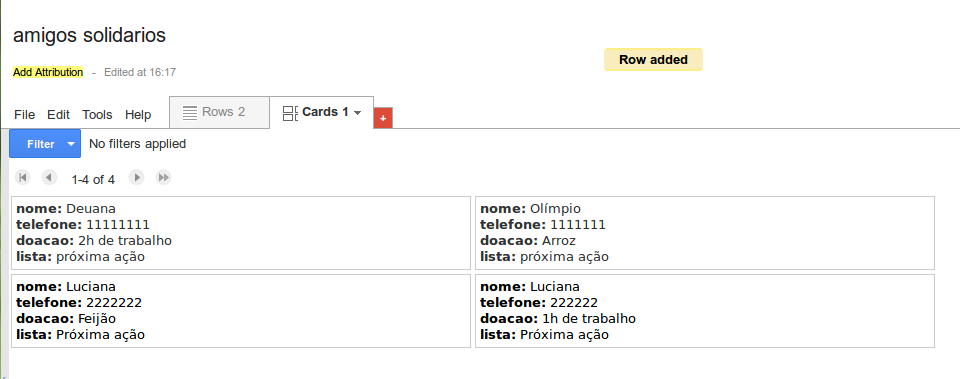 amigos solidarios
Row added
Add Attribution - Edited at 16:17
File Edit Tools Help Rows 2 Cards 1 +
Filter No filters applied
1-4 of 4
nome: Deuana
telefone: 11111111
doacao: 2h de trabalho
lista: próxima ação
nome: Olímpio
telefone: 1111111
doacao: Arroz
lista: próxima ação
nome: Luciana
telefone: 2222222
doacao: Feijão
lista: Próxima ação
nome: Luciana
telefone: 222222
doacao: 1h de trabalho
lista: Próxima ação